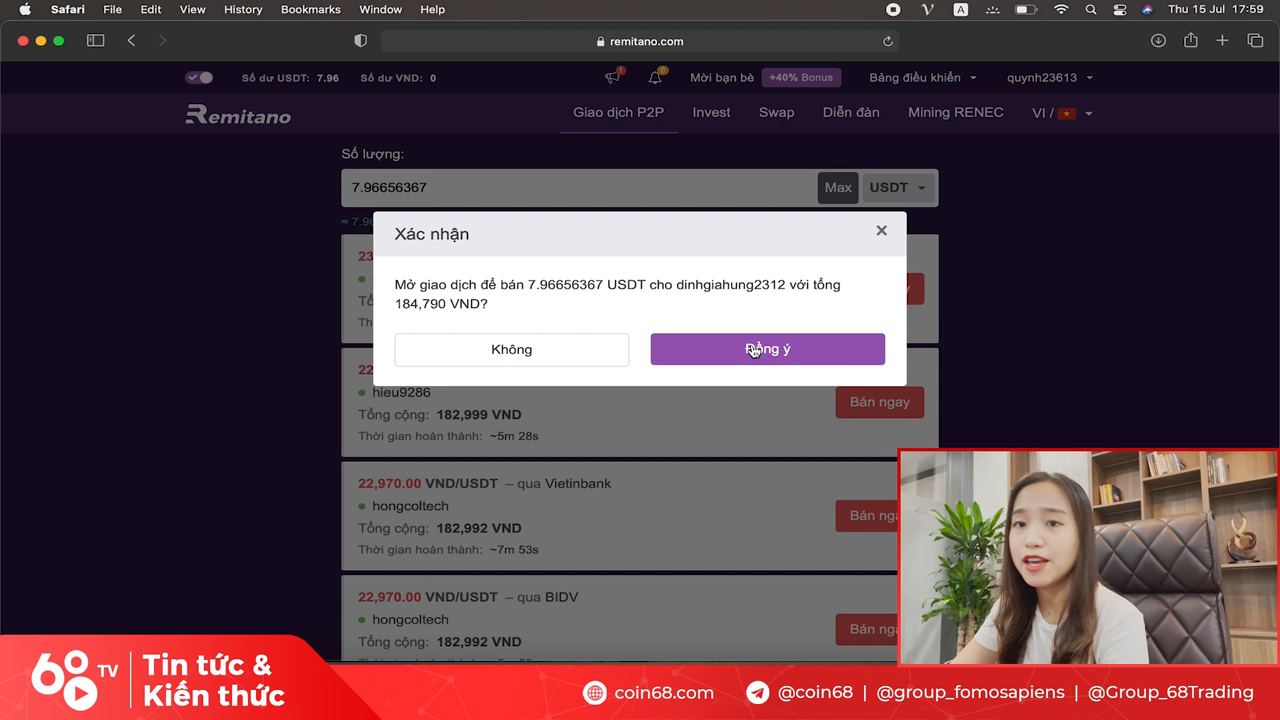 Safari File Edit View History Bookmarks Window Help
A
Thu 15 Jul 17:59
remitano.com
Số dư USDT: 7.96 Số dư VND: 0
Mời bạn bè +40% Bonus Bảng điều khiển quynh23613
Remitano
Giao dịch P2P Invest Swap Diễn đàn Mining RENEC VI /
Số lượng:
7.96656367 Max USDT
≈ 7.96
Xác nhận
Mở giao dịch để bán 7.96656367 USDT cho dinhgiahung2312 với tổng
184,790 VND?
Không Đồng ý
hieu9286
Tổng cộng: 182,999 VND
Thời gian hoàn thành: ~5m 28s
Bán ngay
22,970.00 VND/USDT – qua Vietinbank
hongcoltech
Tổng cộng: 182,992 VND
Thời gian hoàn thành: ~7m 53s
Bán
22,970.00 VND/USDT – qua BIDV
hongcoltech
Tổng cộng: 182,992 VND
Bán
68 TV
Tin tức &
Kiến thức
coin68.com @coin68 | @group_fomosapiens | @Group_68Trading